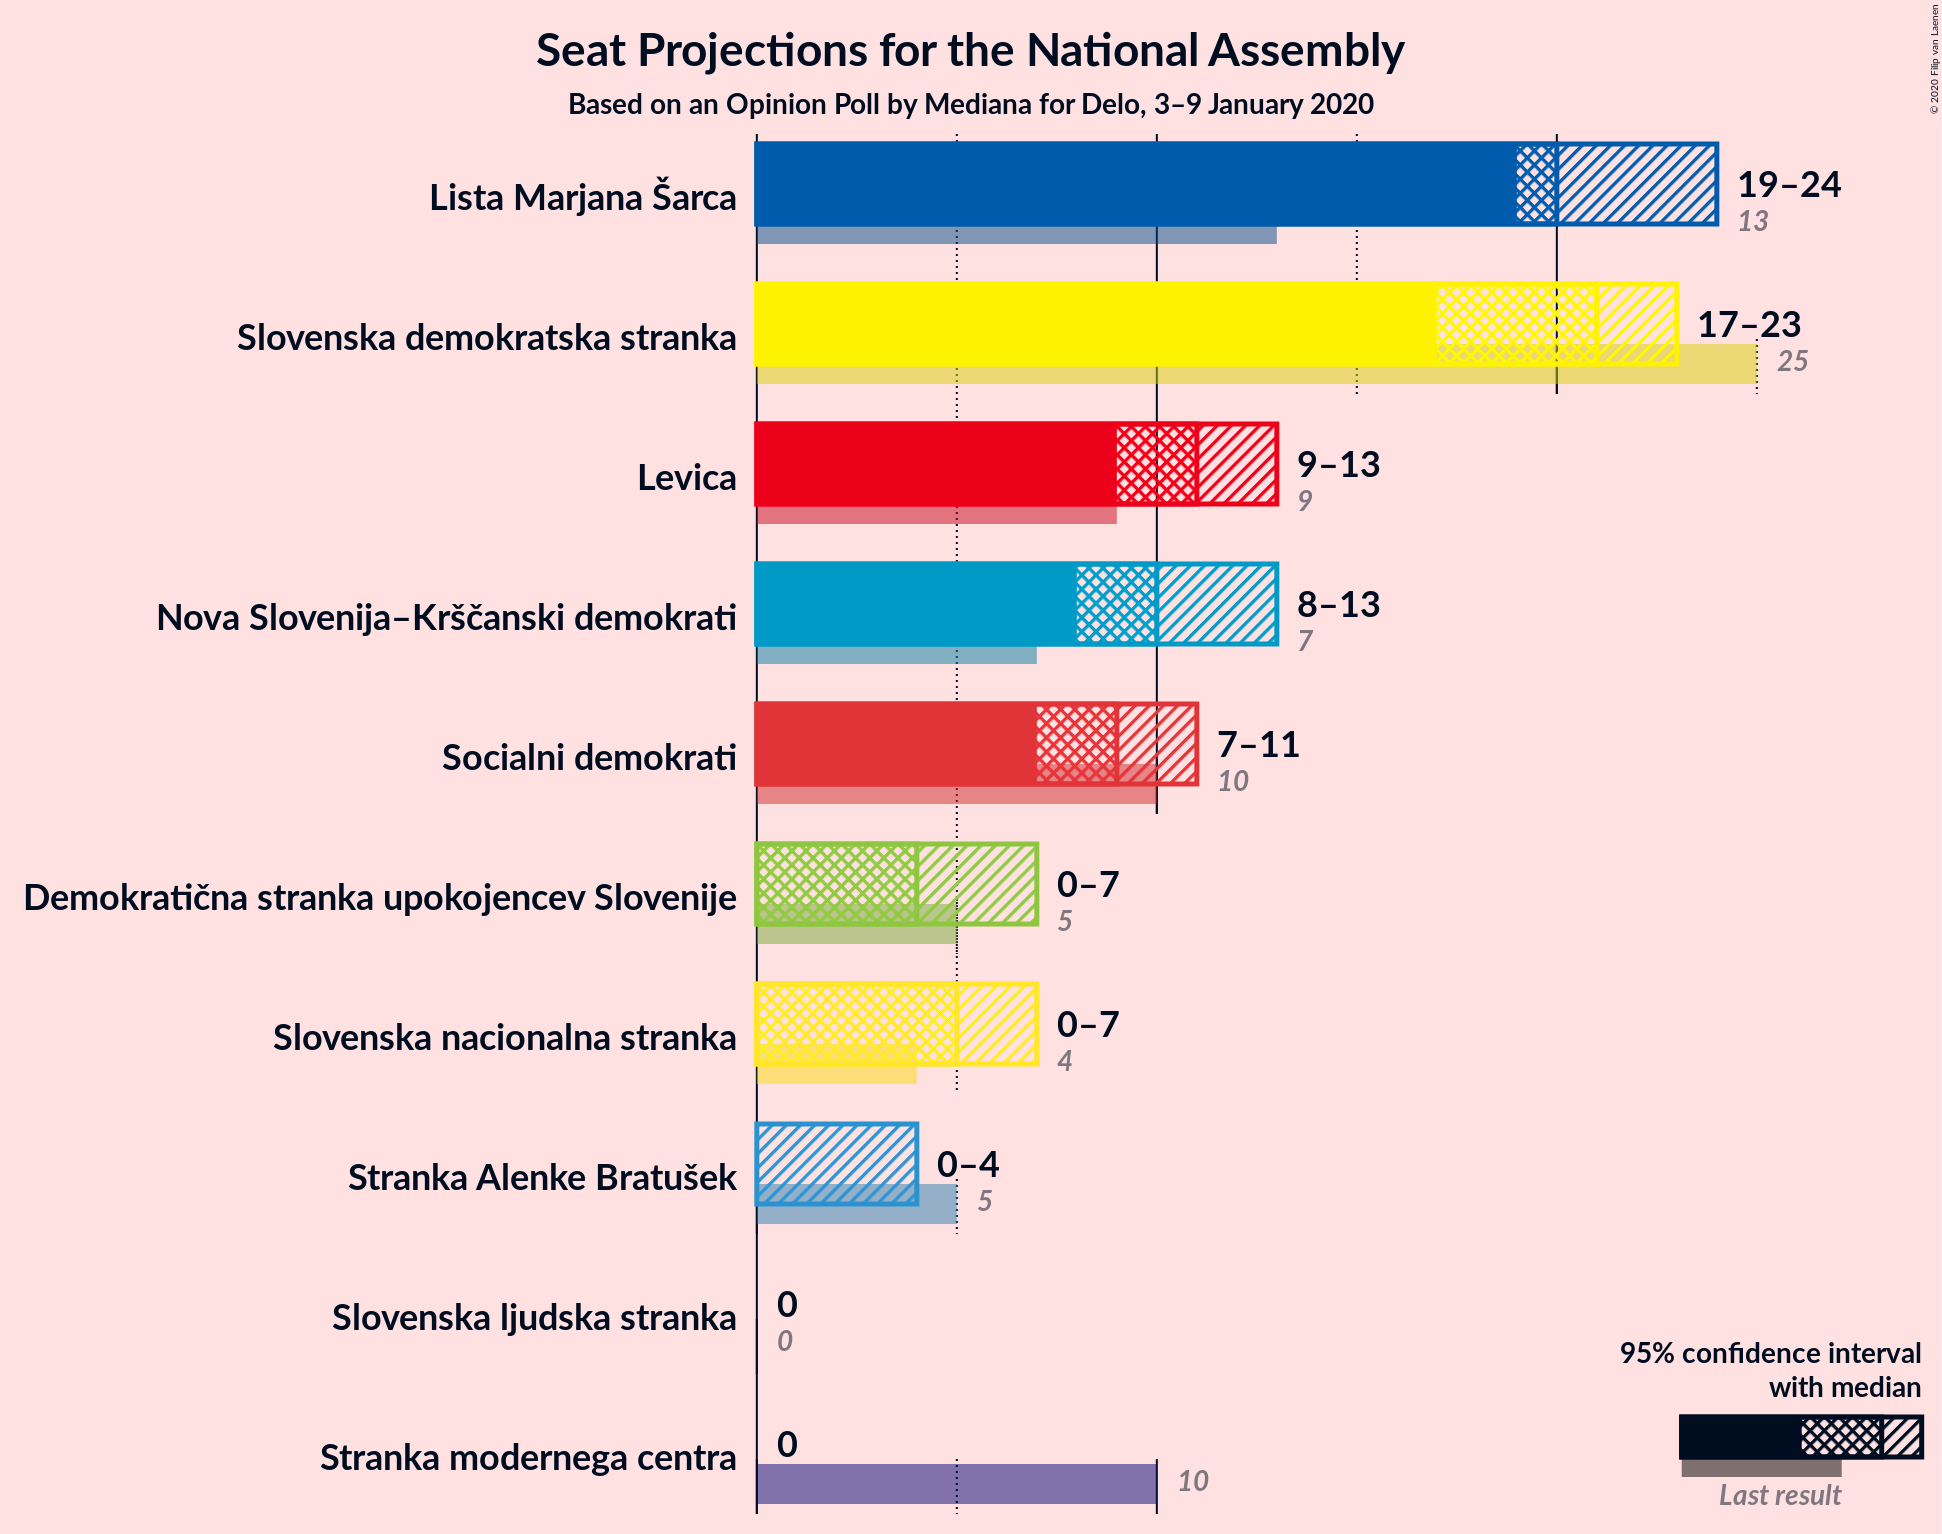 Seat Projections for the National Assembly
Based on an Opinion Poll by Mediana for Delo, 3–9 January 2020
© 2020 Filip van Laenen
Lista Marjana Šarca
19–24
13
Slovenska demokratska stranka
17–23
25
Levica
9–13
9
Nova Slovenija–Krščanski demokrati
8–13
7
Socialni demokrati
7–11
10
Demokratična stranka upokojencev Slovenije
0–7
5
Slovenska nacionalna stranka
0–7
4
Stranka Alenke Bratušek
0–4
5
Slovenska ljudska stranka
0
0
Stranka modernega centra
0
10
95% confidence interval
with median
Last result